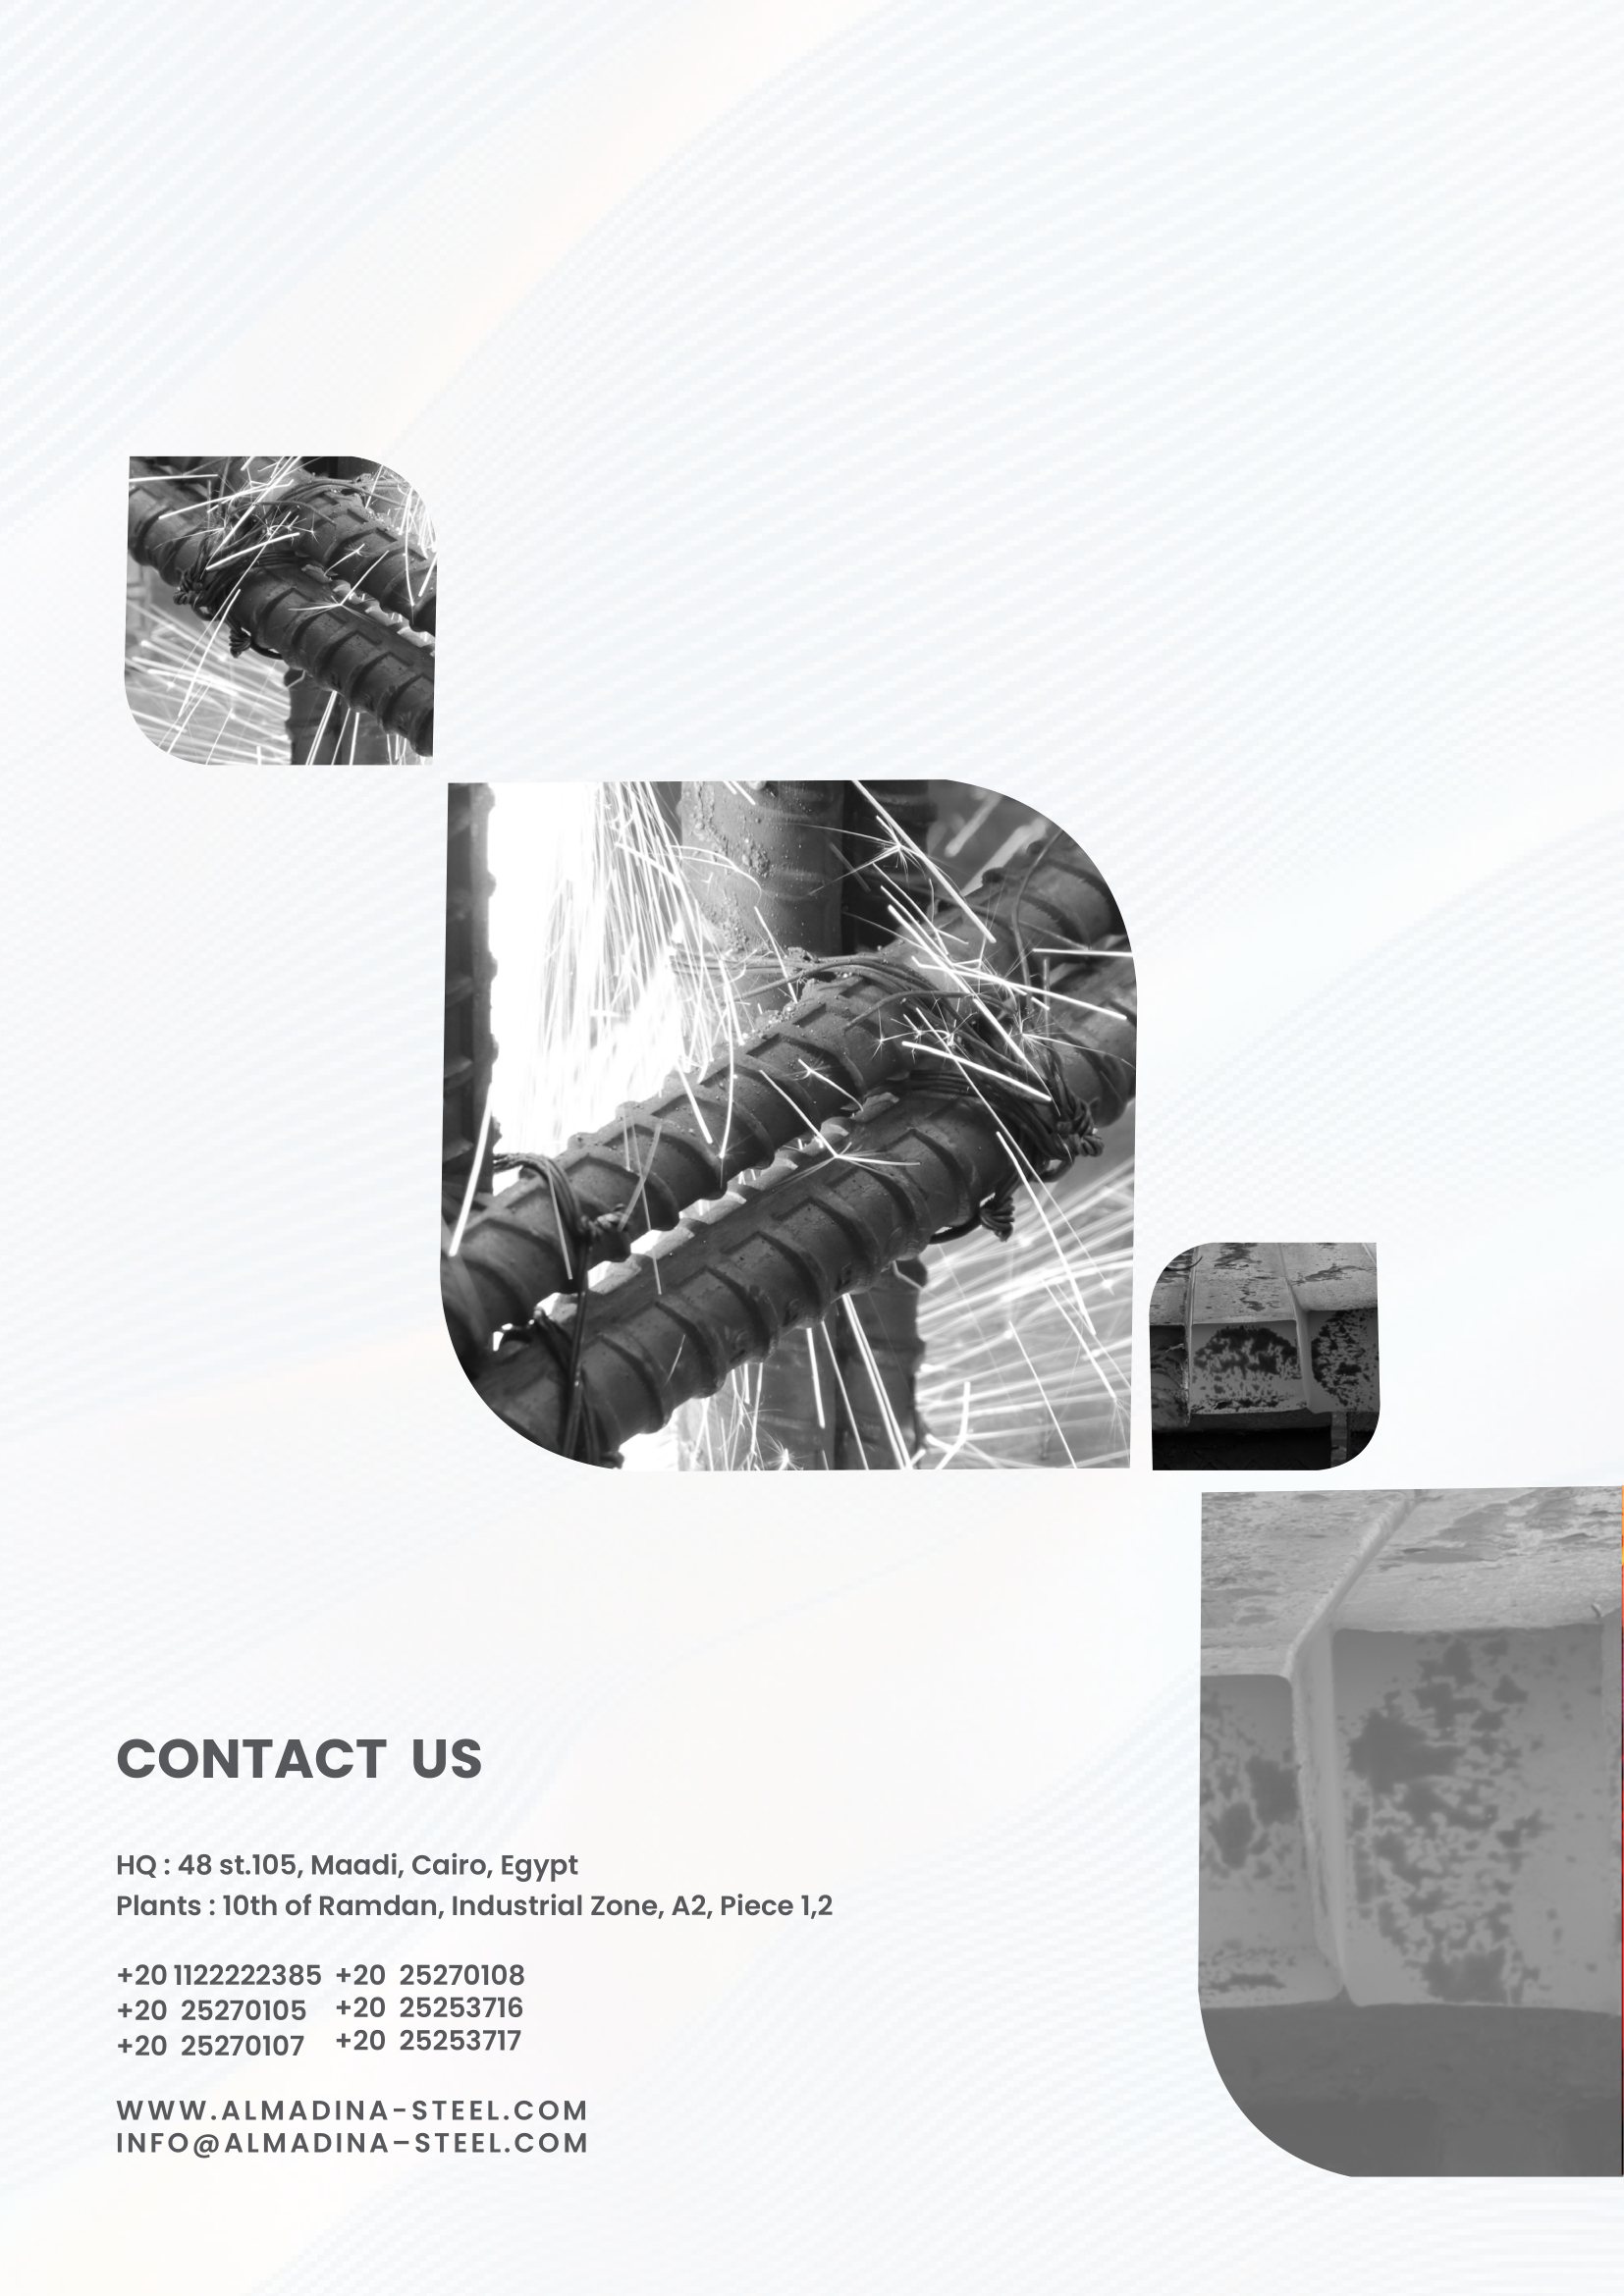 CONTACT US
HQ : 48 st.105, Maadi, Cairo, Egypt
Plants : 10th of Ramdan, Industrial Zone, A2, Piece 1,2
+20 1122222385 +20 25270108
+20 25270105 +20 25253716
+20 25270107 +20 25253717
WWW.ALMADINA-STEEL.COM
INFO@ALMADINA-STEEL.COM